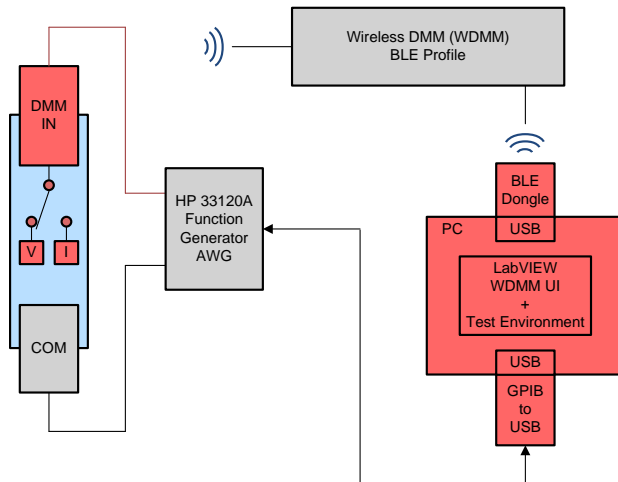 Wireless DMM (WDMM)
BLE Profile
DMM
IN
V
I
COM
HP 33120A
Function
Generator
AWG
BLE
Dongle
USB
PC
LabVIEW
WDMM UI
+
Test Environment
USB
GPIB
to
USB